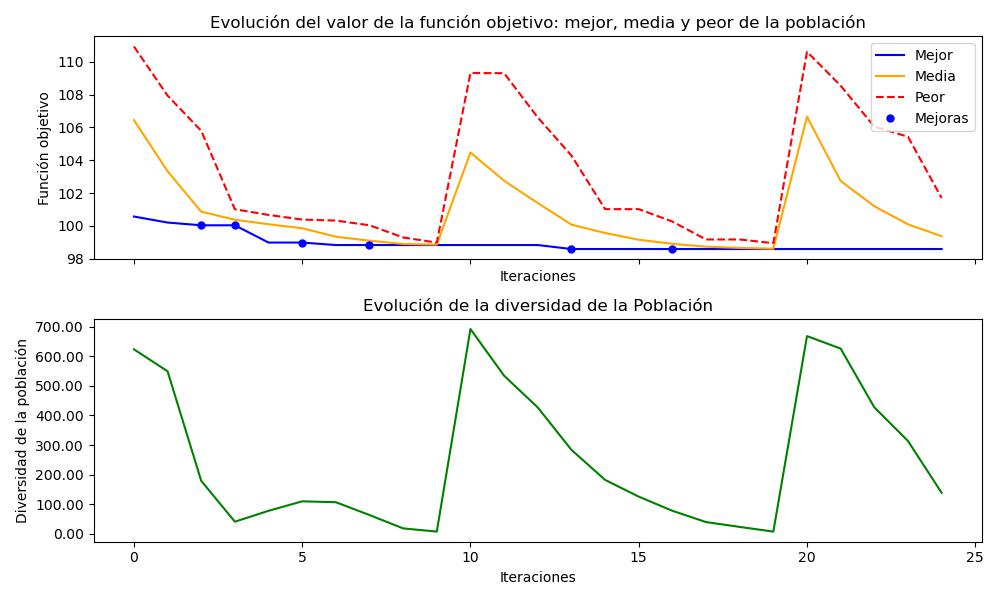 Evolución del valor de la función objetivo: mejor, media y peor de la población
Función objetivo
110
108
106
104
102
100
98
Mejor
Media
Peor
Mejoras
Iteraciones
Evolución de la diversidad de la Población
Diversidad de la población
700.00
600.00
500.00
400.00
300.00
200.00
100.00
0.00
0 5 10 15 20 25
Iteraciones